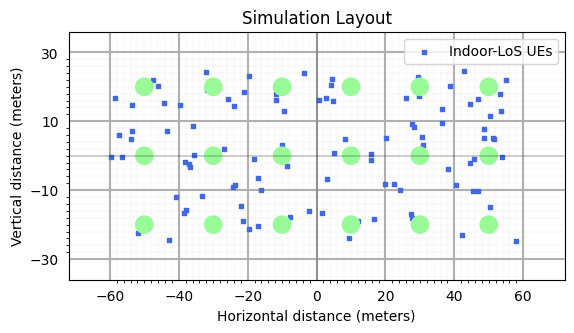 Simulation Layout
Indoor-LoS UEs
Vertical distance (meters)
30
10
−10
−30
−60 −40 −20 0 20 40 60
Horizontal distance (meters)